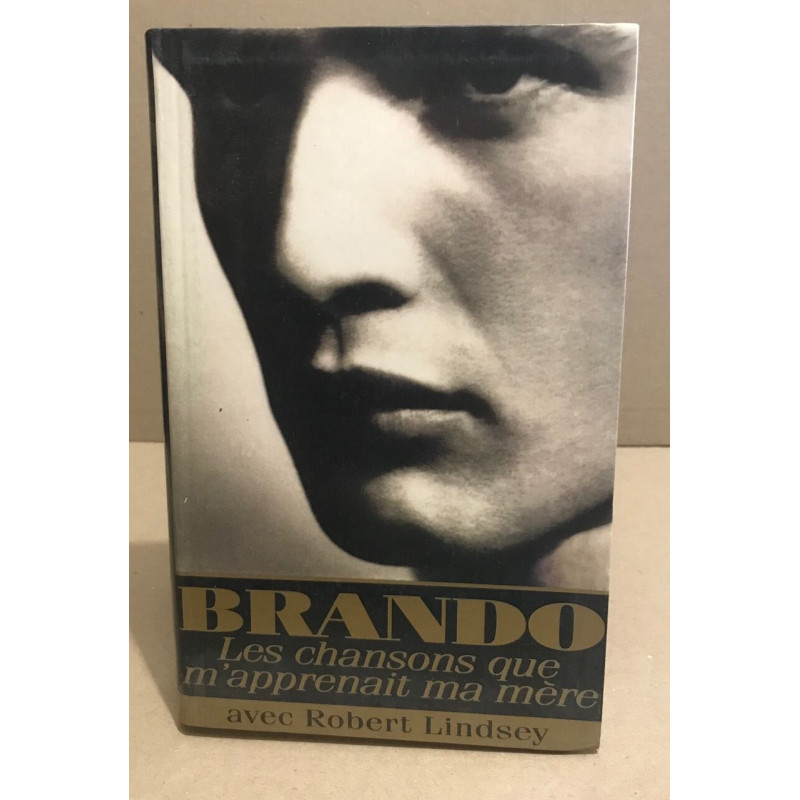 BRANDO
Les chansons que
m'apprenait ma mère
avec Robert Lindsey